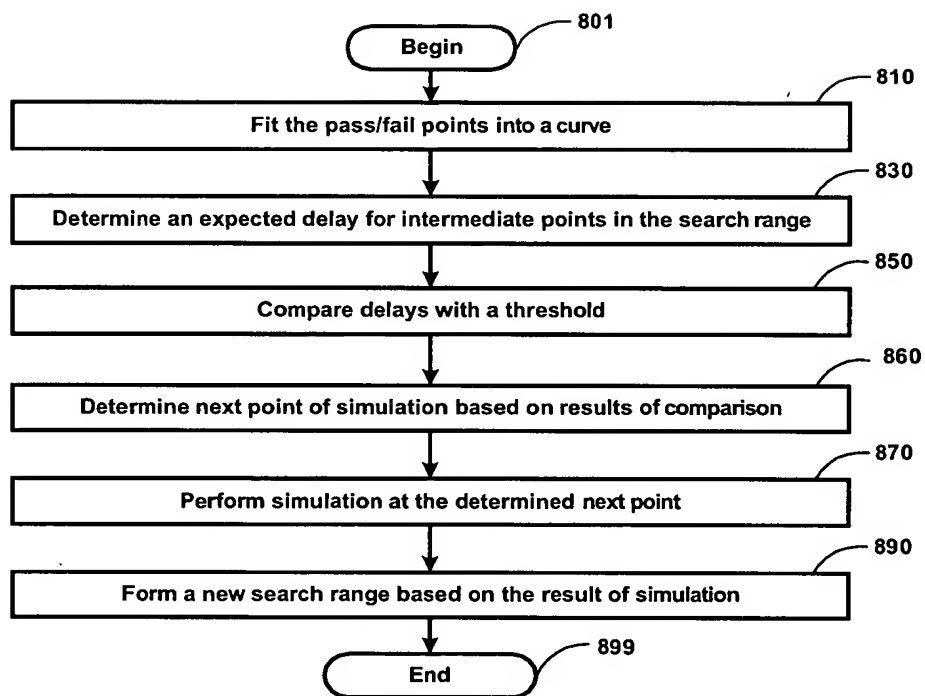 801
Begin
810
Fit the pass/fail points into a curve
830
Determine an expected delay for intermediate points in the search range
850
Compare delays with a threshold
860
Determine next point of simulation based on results of comparison
870
Perform simulation at the determined next point
890
Form a new search range based on the result of simulation
899
End